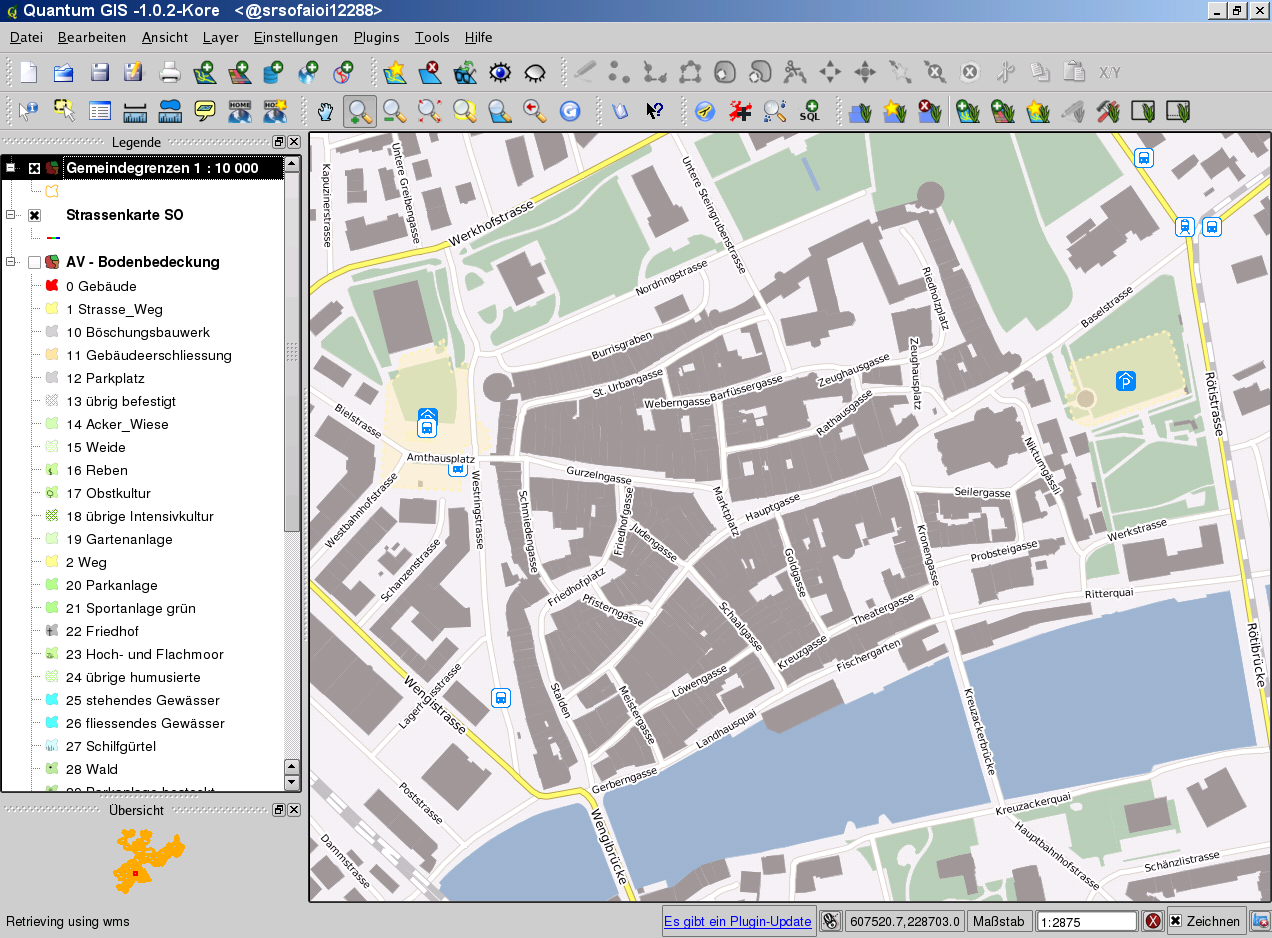 Quantum GIS -1.0.2-Kore <@srsofaioi12288>
Datei Bearbeiten Ansicht Layer Einstellungen Plugins Tools Hilfe
X/Y
HOME HOME
SQL
Legende
Gemeindegrenzen 1 : 10 000
Strassenkarte SO
AV - Bodenbedeckung
0 Gebäude
1 Strasse_Weg
10 Böschungsbauwerk
11 Gebäudeerschliessung
12 Parkplatz
13 übrig befestigt
14 Acker_Wiese
15 Weide
16 Reben
17 Obstkultur
18 übrige Intensivkultur
19 Gartenanlage
2 Weg
20 Parkanlage
21 Sportanlage grün
22 Friedhof
23 Hoch- und Flachmoor
24 übrige humusierte
25 stehendes Gewässer
26 fliessendes Gewässer
27 Schilfgürtel
28 Wald
Übersicht
Kapuzinerstrasse
Untere Greibengasse
Werkhofstrasse
Untere Steingrubenstrasse
Nordringstrasse
Riedholzplatz
Baselstrasse
Burrisgraben
St. Urbangasse
Zeughausgasse
Zeughausplatz
Webergasse
Barfüssergasse
Rathausgasse
P
Rötistrasse
Bielstrasse
Amthausplatz
Gurzelngasse
Westbahnhofstrasse
Westringstrasse
Schmiedengasse
Friedhofgasse
Marktplatz
Hauptgasse
Seilergasse
Niktumgässli
Judengasse
Werkstrasse
Schanzenstrasse
Goldgasse
Kronengasse
Probsteigasse
Friedhofplatz
Pfisterngasse
Schaalgasse
Theatergasse
Ritterquai
Kreuzgasse
Fischergarten
Rötibrücke
Löwengasse
Wengistrasse
Stalden
Meistergasse
Landhausquai
Kreuzackerbrücke
Gerberngasse
Poststrasse
Wengibrücke
Kreuzackerquai
Dammstrasse
Hauptbahnhofstrasse
Schänzlistrasse
Retrieving using wms
Es gibt ein Plugin-Update
607520.7,228703.0
Maßstab
1:2875
Zeichnen